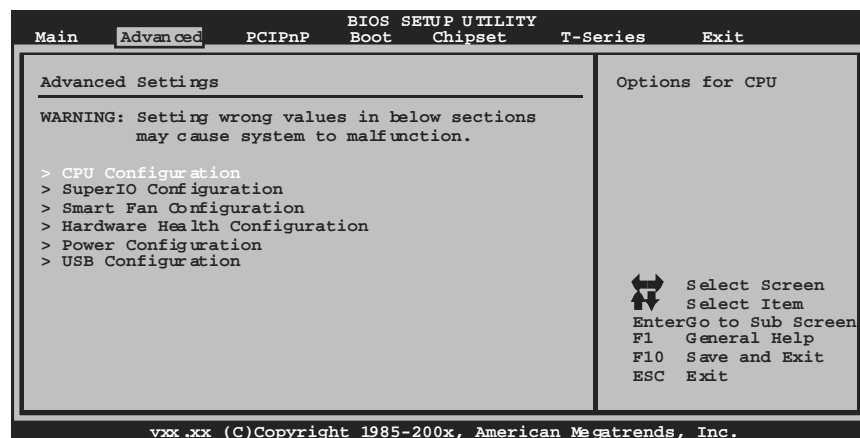 BIOS SETUP UTILITY
Main Advanced PCIPnP Boot Chipset T-Series Exit
Advanced Settings
WARNING: Setting wrong values in below sections
may cause system to malfunction.
> CPU Configuration
> SuperIO Configuration
> Smart Fan Configuration
> Hardware Health Configuration
> Power Configuration
> USB Configuration
Options for CPU
Select Screen
Select Item
EnterGo to Sub Screen
F1 General Help
F10 Save and Exit
ESC Exit
vxx.xx (C)Copyright 1985-200x, American Megatrends, Inc.